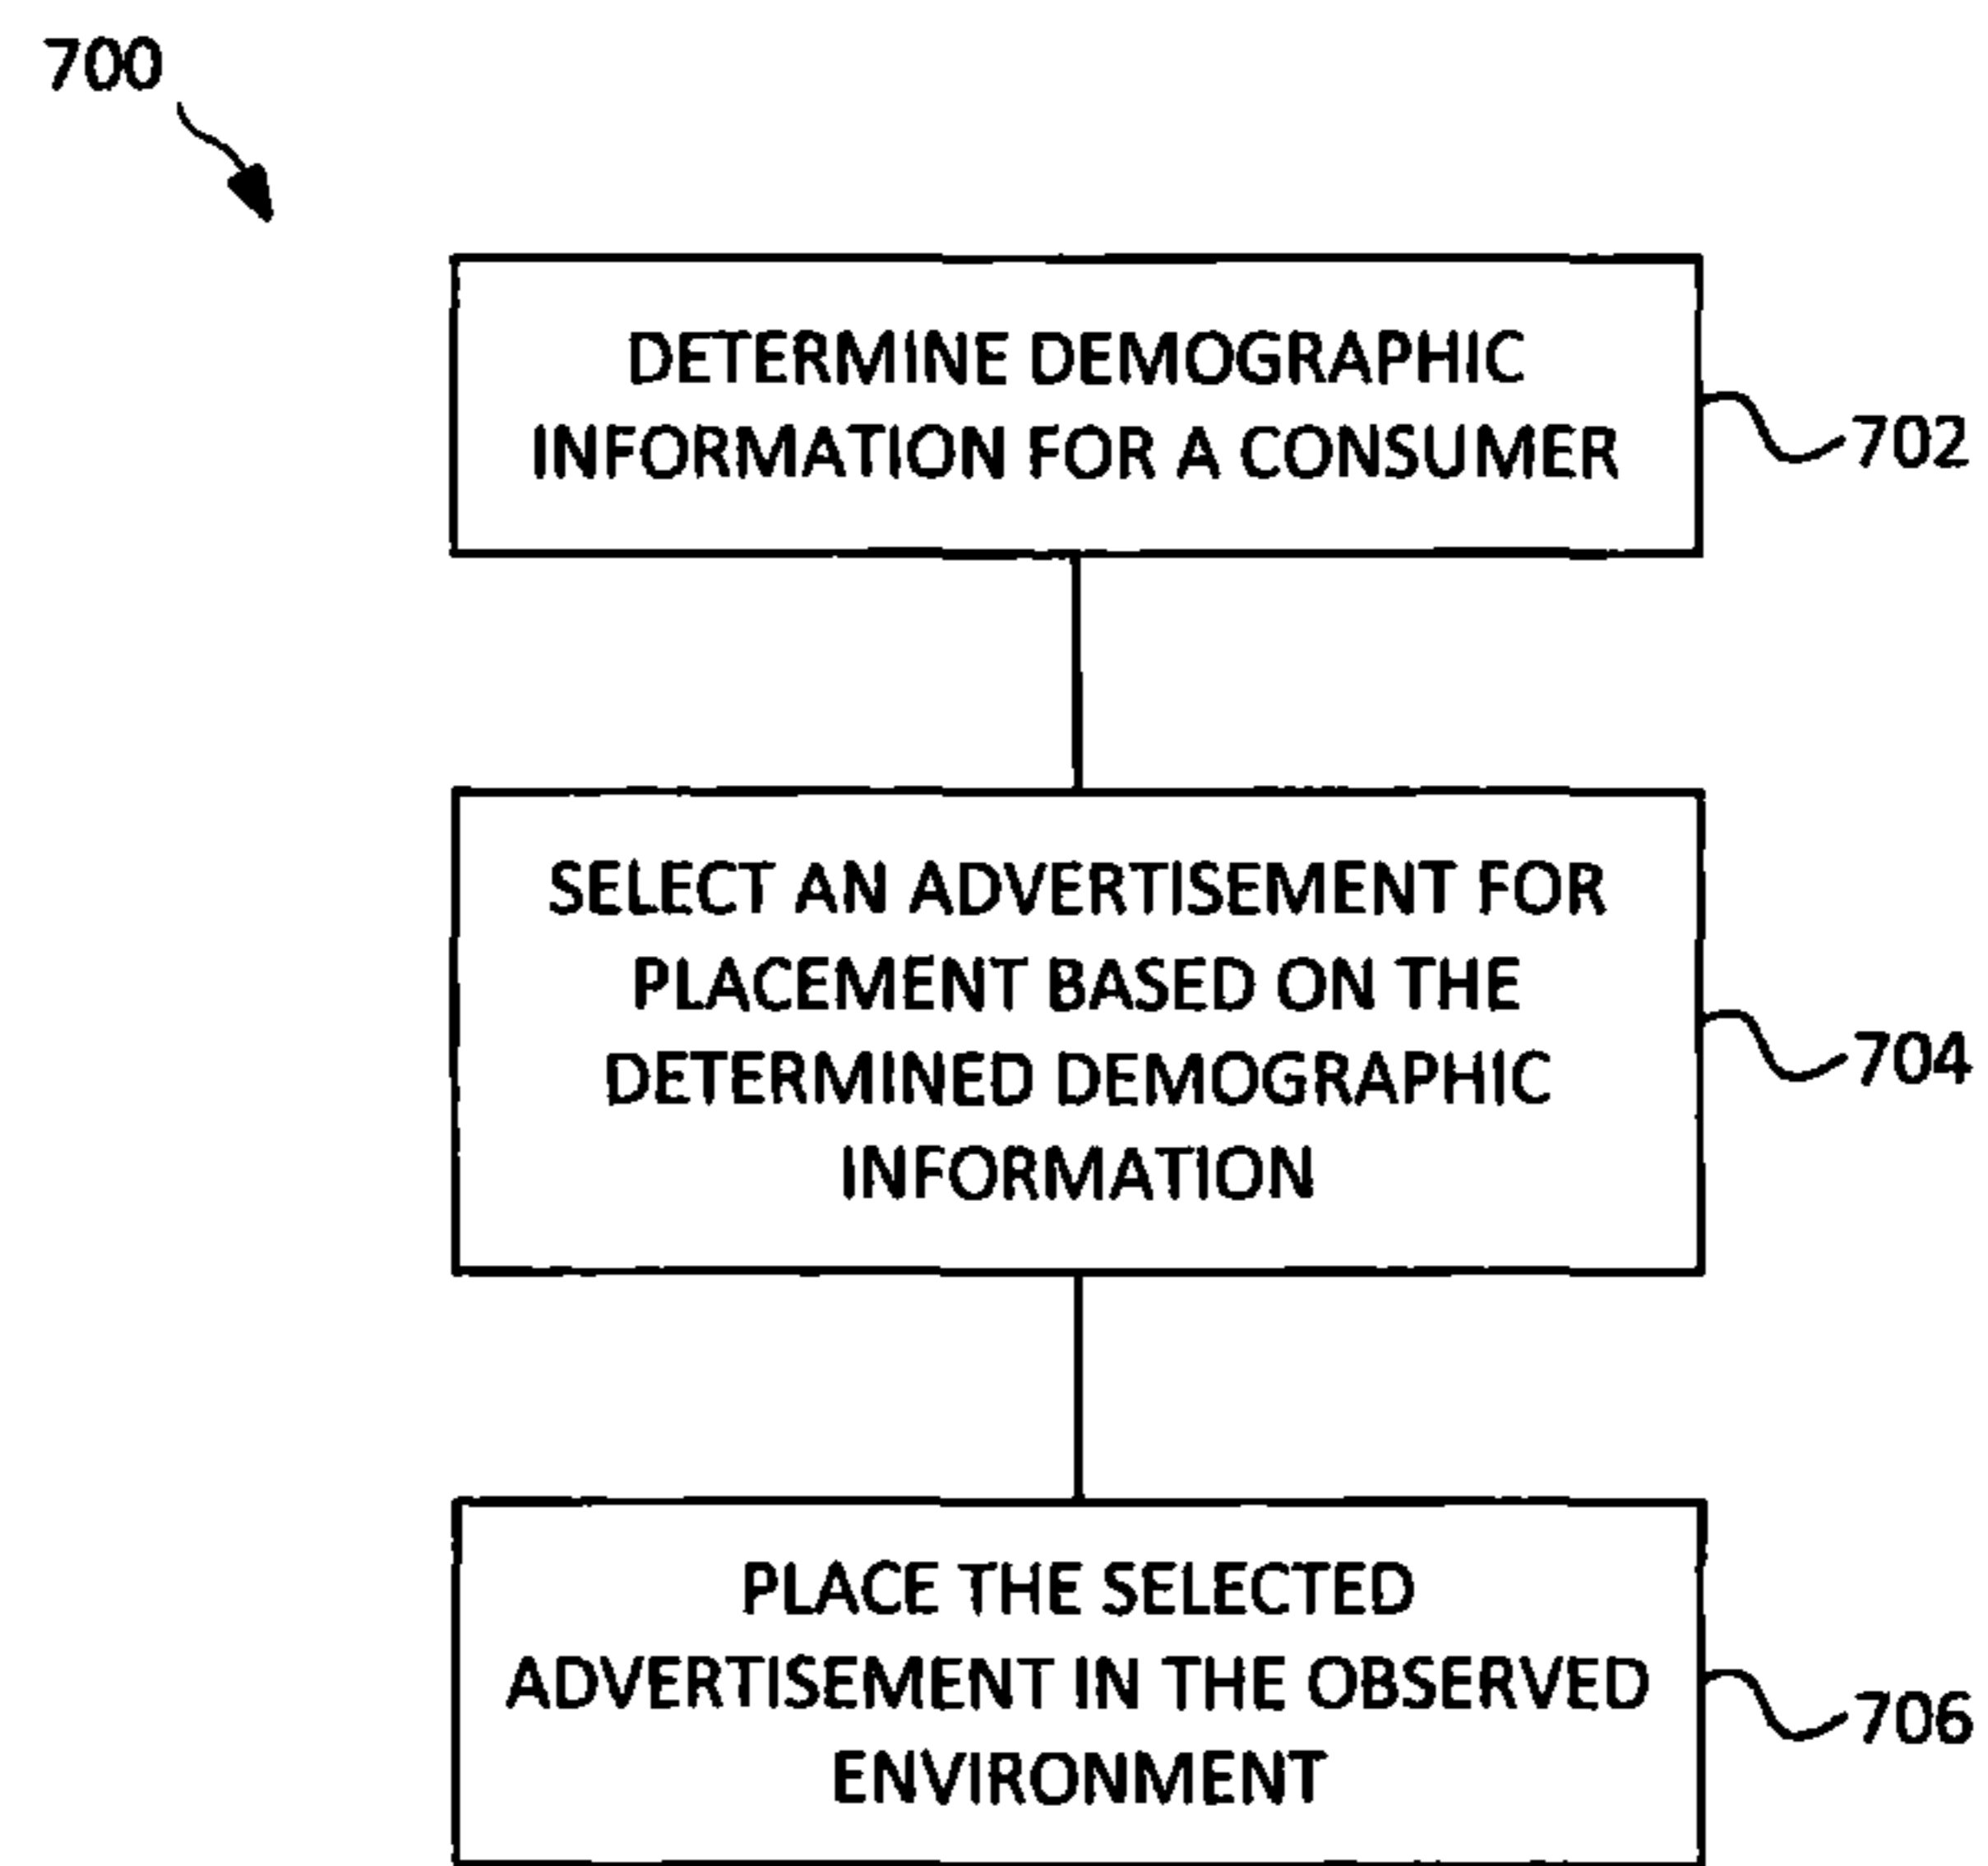 700
DETERMINE DEMOGRAPHIC
INFORMATION FOR A CONSUMER
702
SELECT AN ADVERTISEMENT FOR
PLACEMENT BASED ON THE
DETERMINED DEMOGRAPHIC
INFORMATION
704
PLACE THE SELECTED
ADVERTISEMENT IN THE OBSERVED
ENVIRONMENT
706